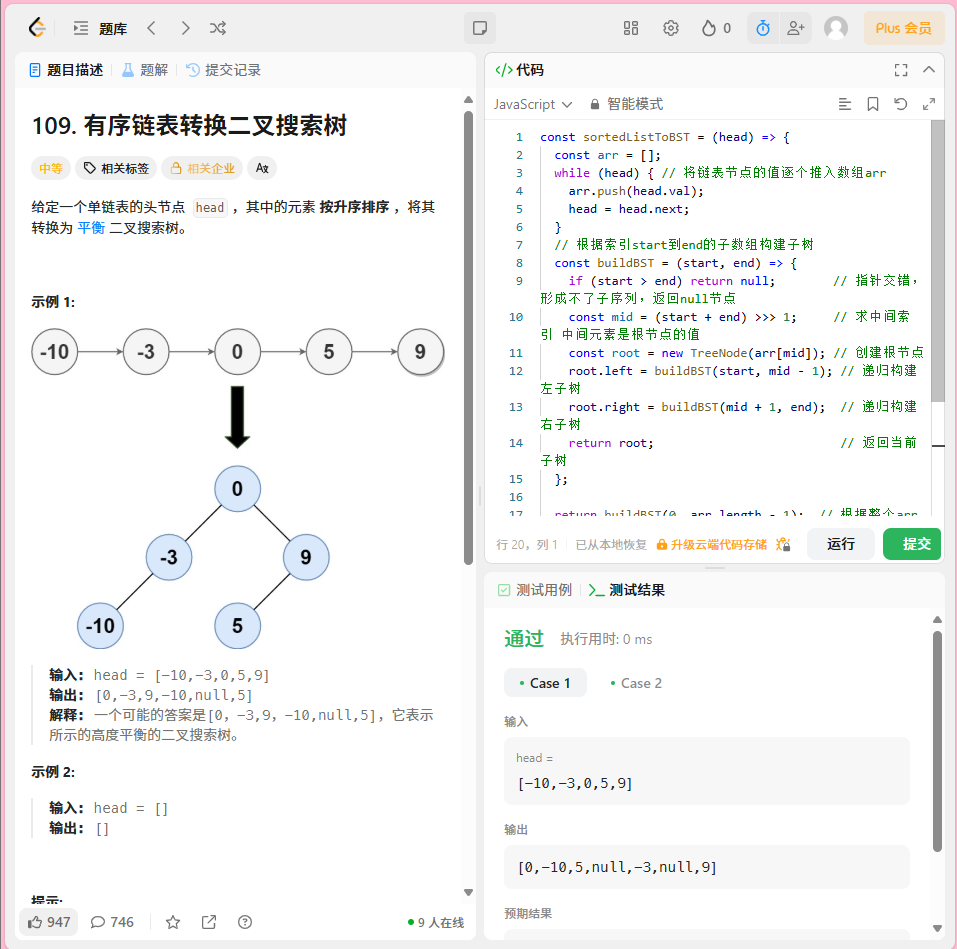 题库
0
Plus 会员
题目描述
题解
提交记录
109. 有序链表转换二叉搜索树
中等
相关标签
相关企业
给定一个单链表的头节点 head ，其中的元素 按升序排序 ，将其
转换为 平衡 二叉搜索树。
示例 1:
-10 -3 0 5 9
0
-3 9
-10 5
输入: head = [-10,-3,0,5,9]
输出: [0,-3,9,-10,null,5]
解释: 一个可能的答案是[0，-3,9，-10,null,5]，它表示
所示的高度平衡的二叉搜索树。
示例 2:
输入: head = []
输出: []
提示:
947
746
9 人在线
</> 代码
JavaScript
智能模式
1 const sortedListToBST = (head) => {
2 const arr = [];
3 while (head) { // 将链表节点的值逐个推入数组arr
4 arr.push(head.val);
5 head = head.next;
6 }
7 // 根据索引start到end的子数组构建子树
8 const buildBST = (start, end) => {
9 if (start > end) return null; // 指针交错，
形成不了子序列，返回null节点
10 const mid = (start + end) >>> 1; // 求中间索
引 中间元素是根节点的值
11 const root = new TreeNode(arr[mid]); // 创建根节点
12 root.left = buildBST(start, mid - 1); // 递归构建
左子树
13 root.right = buildBST(mid + 1, end); // 递归构建
右子树
14 return root; // 返回当前
子树
15 };
16
17 return buildBST(0, arr.length - 1); // 根据整个arr
行 20，列 1
已从本地恢复
升级云端代码存储
运行
提交
测试用例
测试结果
通过
执行用时: 0 ms
Case 1
Case 2
输入
head =
[-10,-3,0,5,9]
输出
[0,-10,5,null,-3,null,9]
预期结果